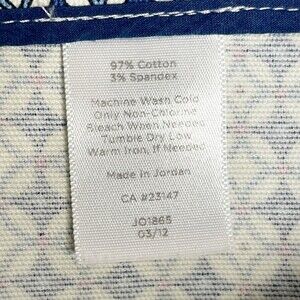 97% Cotton
3% Spandex
Machine Wash Cold
Only Non-Chlorine
Bleach When Needed
Tumble Dry Low
Warm Iron, If Needed
Made in Jordan
CA #23147
JO1865
03/12